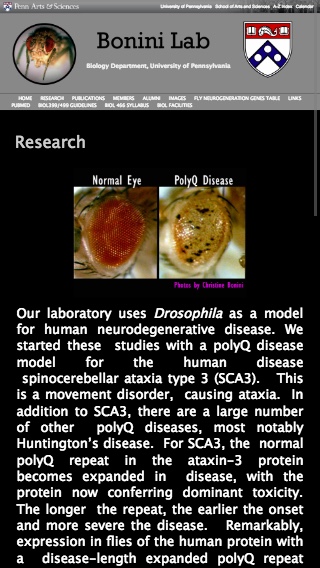 Penn Arts & Sciences
University of Pennsylvania School of Arts and Sciences A-Z Index Calendar
Bonini Lab
Biology Department, University of Pennsylvania
HOME RESEARCH PUBLICATIONS MEMBERS ALUMNI IMAGES FLY NEUROGENERATION GENES TABLE LINKS
PUBMED BIOL399/499 GUIDELINES BIOL 466 SYLLABUS BIOL FACILITIES
Research
Normal Eye PolyQ Disease
Photos by Christine Bonini
Our laboratory uses Drosophila as a model
for human neurodegenerative disease. We
started these studies with a polyQ disease
model for the human disease
spinocerebellar ataxia type 3 (SCA3). This
is a movement disorder, causing ataxia. In
addition to SCA3, there are a large number
of other polyQ diseases, most notably
Huntington's disease. For SCA3, the normal
polyQ repeat in the ataxin-3 protein
becomes expanded in disease, with the
protein now conferring dominant toxicity.
The longer the repeat, the earlier the onset
and more severe the disease. Remarkably,
expression in flies of the human protein with
a disease-length expanded polyQ repeat